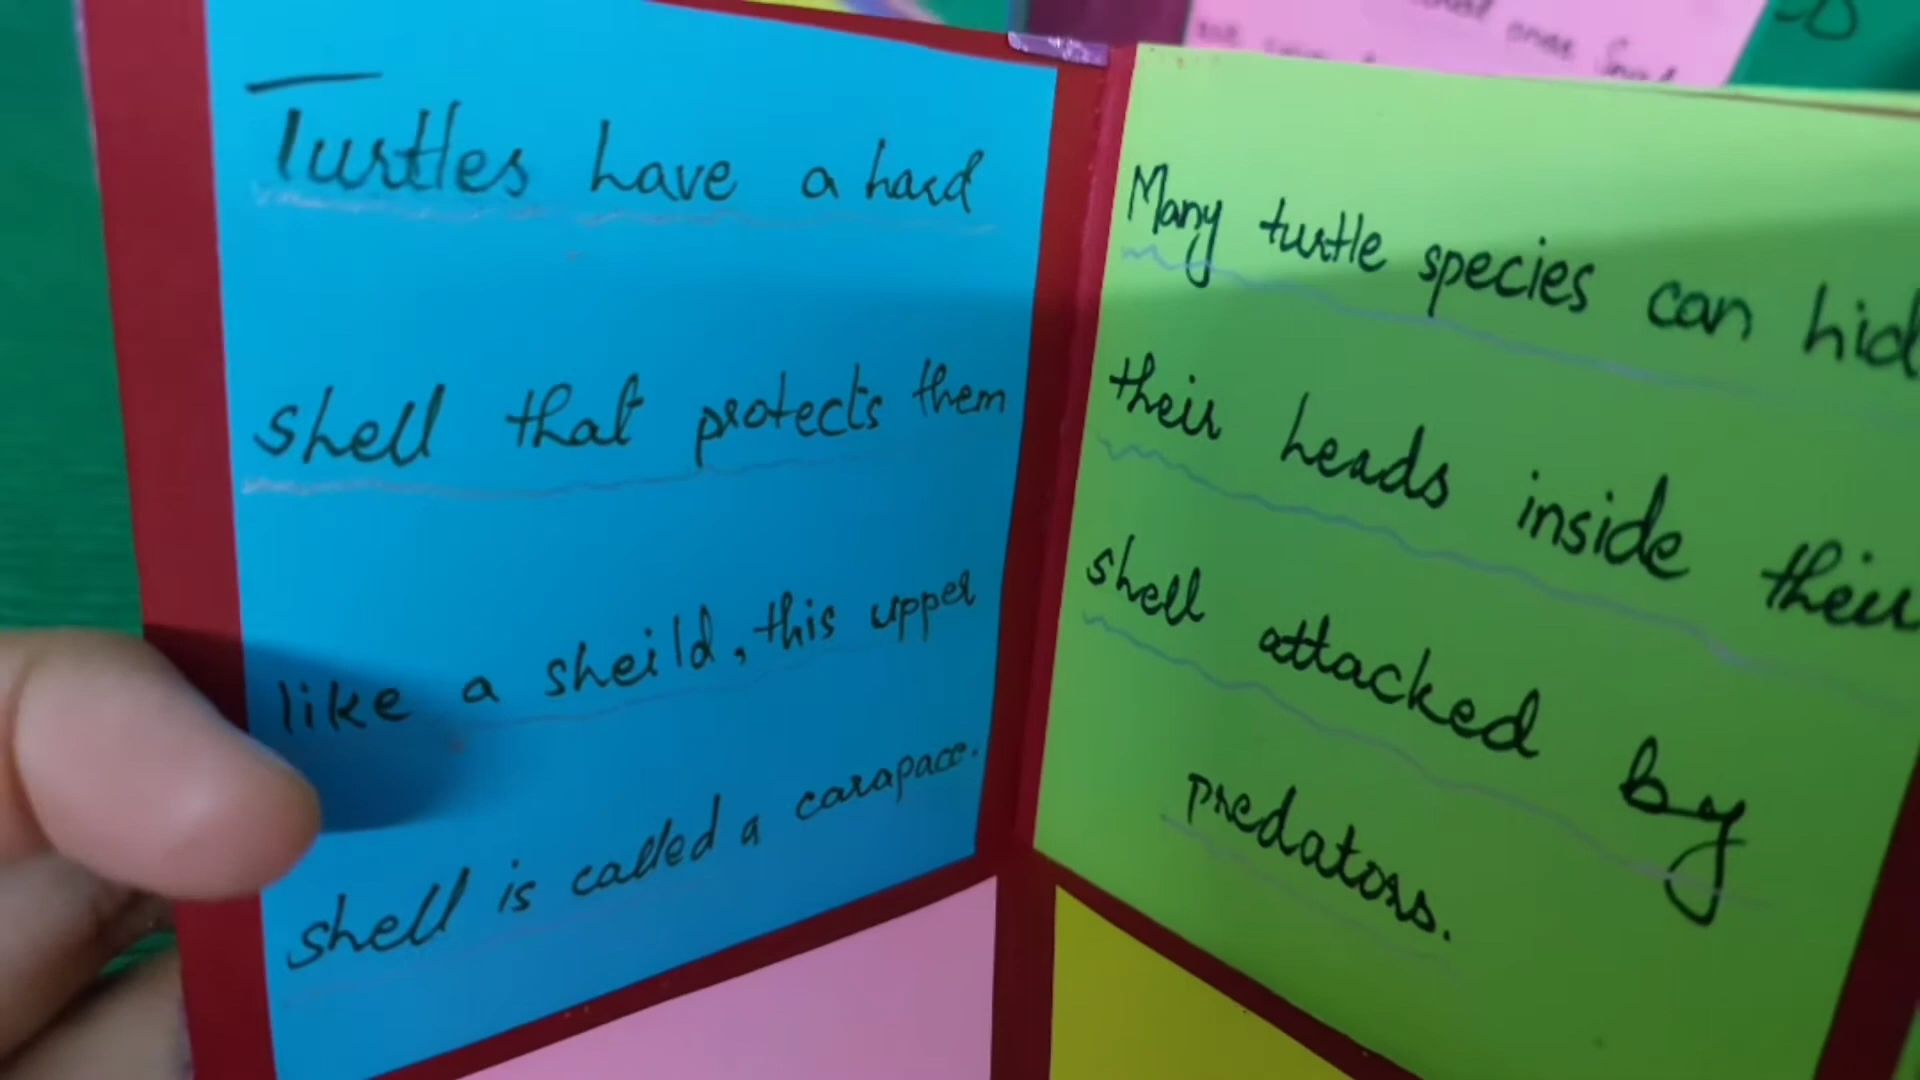 Turtles have a hard
shell that protects them
like a sheild, this upper
shell is called a carapace.
Many turtle species can hid
their heads inside their
shell attacked by
predators.